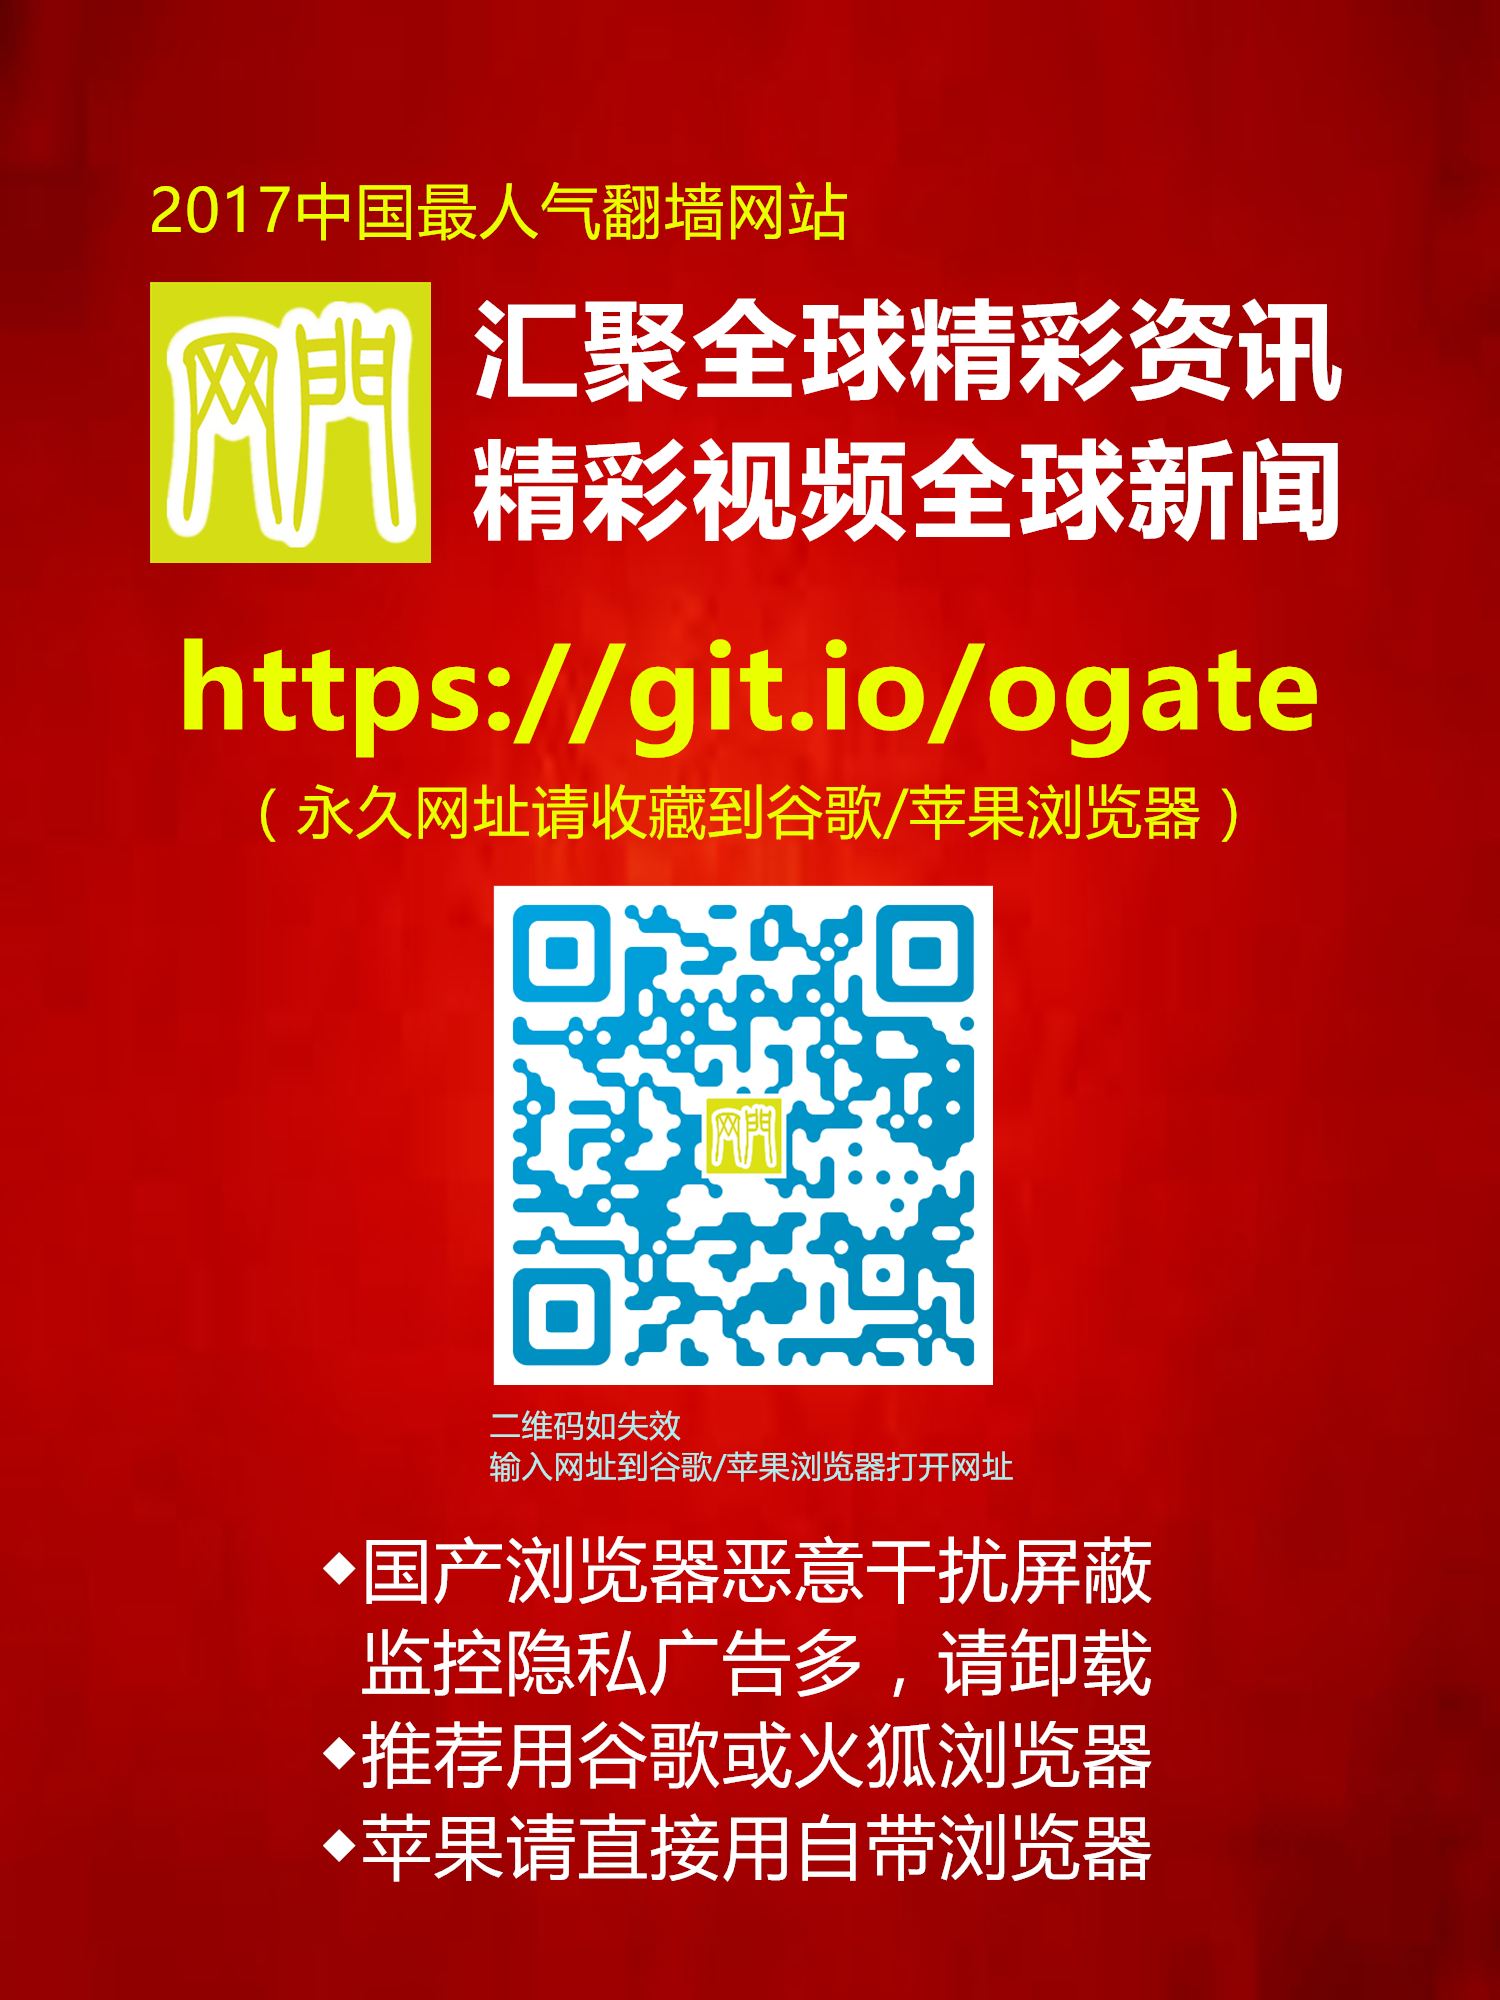 2017中国最人气翻墙网站
网门
汇聚全球精彩资讯
精彩视频全球新闻
https://git.io/ogate
（永久网址请收藏到谷歌/苹果浏览器）
网门
二维码如失效
输入网址到谷歌/苹果浏览器打开网址
◆国产浏览器恶意干扰屏蔽
监控隐私广告多，请卸载
◆推荐用谷歌或火狐浏览器
◆苹果请直接用自带浏览器